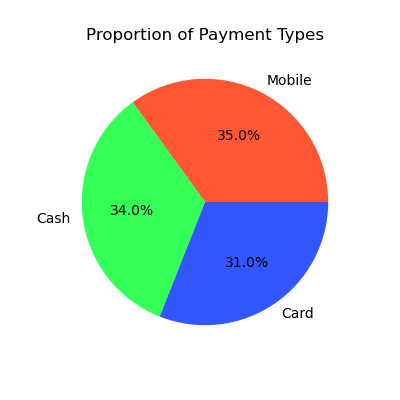 Proportion of Payment Types
Mobile
35.0%
Cash
34.0%
31.0%
Card